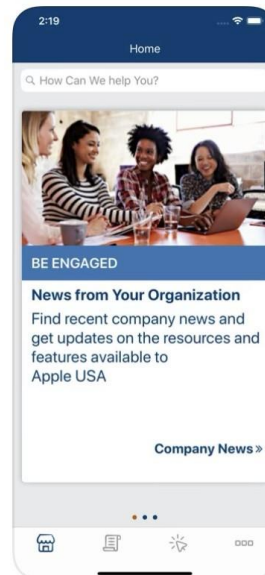 2:19
Home
How Can We help You?
BE ENGAGED
News from Your Organization
Find recent company news and
get updates on the resources and
features available to
Apple USA
Company News »